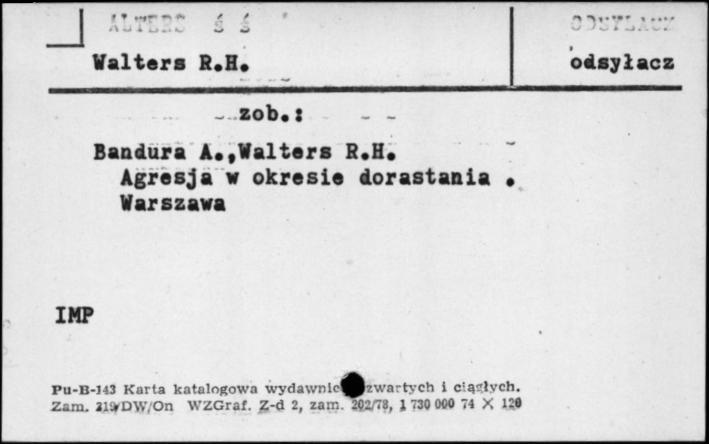 Walters R.H.
odsyłacz
zob.:
Bandura A.,Walters R.H.
Agresja w okresie dorastania .
Warszawa
IMP
Pu-B-143 Karta katalogowa wydawnic zwartych i ciągłych.
Zam. 219/DW/On WZGraf. Z-d 2, zam. 202/78, 1 730 000 74 X 120